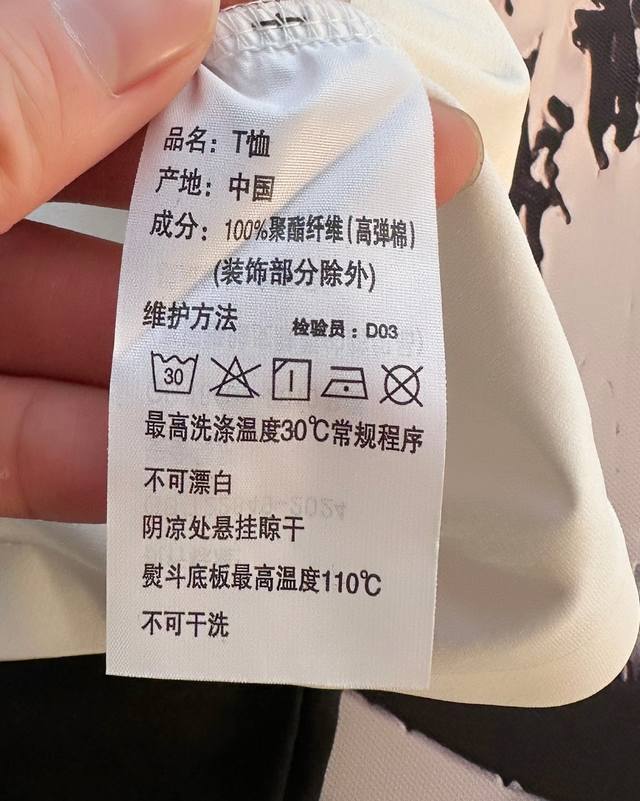 品名：T恤
产地：中国
成分：100%聚酯纤维(高弹棉)
(装饰部分除外)
维护方法 检验员：D03
30
最高洗涤温度30℃常规程序
不可漂白
阴凉处悬挂晾干
熨斗底板最高温度110℃
不可干洗